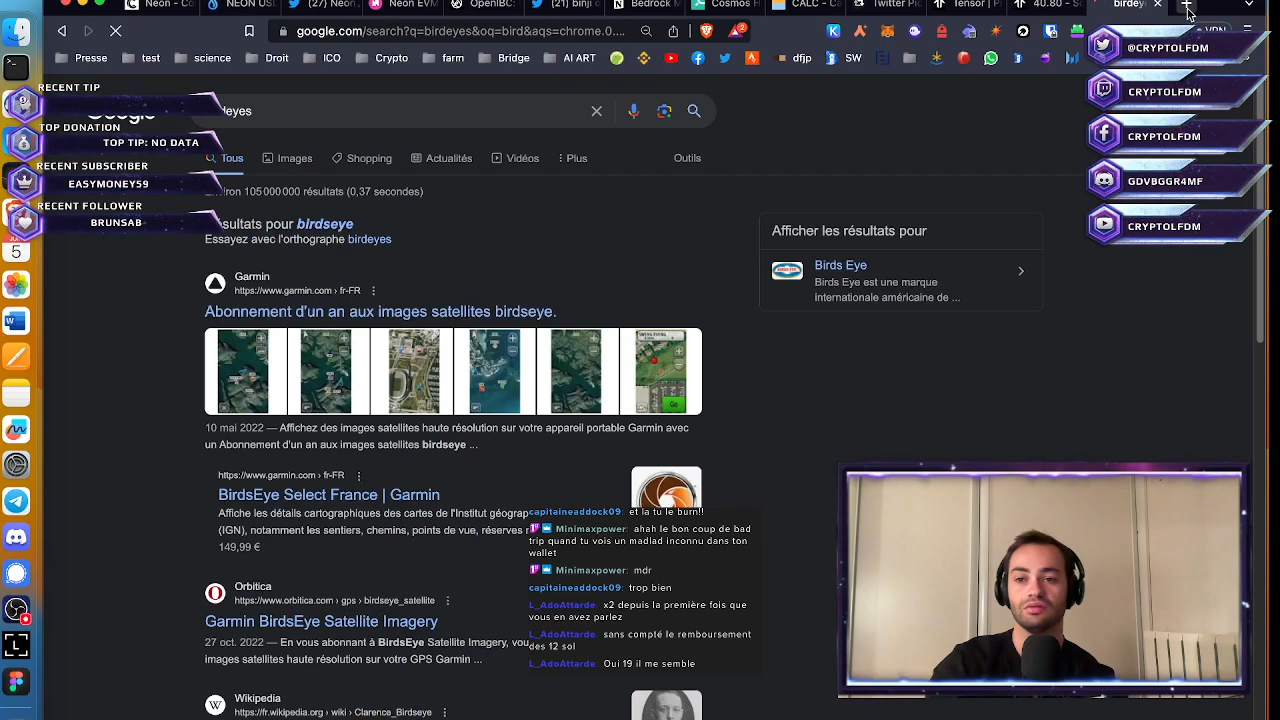 Neon - Co
NEON USD
(27) Neon
Neon EVM
OpenIBC:
(21) binji o
Bedrock M
Cosmos H
CALC - Ca
Twitter Pic
Tensor | P
40.80 - So
birdey
google.com/search?q=birdeyes&oq=bird&aqs=chrome.0....
VPN
Presse
test
science
Droit
ICO
Crypto
farm
Bridge
AI ART
dfjp
SW
RECENT TIP
TOP DONATION
TOP TIP: NO DATA
RECENT SUBSCRIBER
EASYMONEY59
RECENT FOLLOWER
BRUNSAB
@CRYPTOLFDM
CRYPTOLFDM
CRYPTOLFDM
GDVBGGR4MF
CRYPTOLFDM
deyes
Tous
Images
Shopping
Actualités
Vidéos
Plus
Outils
Environ 105 000 000 résultats (0,37 secondes)
Résultats pour birdseye
Essayez avec l'orthographe birdeyes
Afficher les résultats pour
Birds Eye
Birds Eye est une marque
internationale américaine de ...
Garmin
https://www.garmin.com › fr-FR
Abonnement d'un an aux images satellites birdseye.
10 mai 2022 — Affichez des images satellites haute résolution sur votre appareil portable Garmin avec
un Abonnement d'un an aux images satellites birdseye ...
https://www.garmin.com › fr-FR
BirdsEye Select France | Garmin
Affiche les détails cartographiques des cartes de l'Institut géograp
(IGN), notamment les sentiers, chemins, points de vue, réserves n
149,99 €
Orbitica
https://www.orbitica.com › gps › birdseye_satellite
Garmin BirdsEye Satellite Imagery
27 oct. 2022 — En vous abonnant à BirdsEye Satellite Imagery, vou
images satellites haute résolution sur votre GPS Garmin ...
Wikipedia
https://fr.wikipedia.org › wiki › Clarence_Birdseye
capitaineaddock09: et la tu le burn!!
Minimaxpower: ahah le bon coup de bad
trip quand tu vois un madlad inconnu dans ton
wallet
Minimaxpower: mdr
capitaineaddock09: trop bien
L_AdoAttarde: x2 depuis la première fois que
vous en avez parlez
L_AdoAttarde: sans compté le remboursement
des 12 sol
L_AdoAttarde: Oui 19 il me semble
5